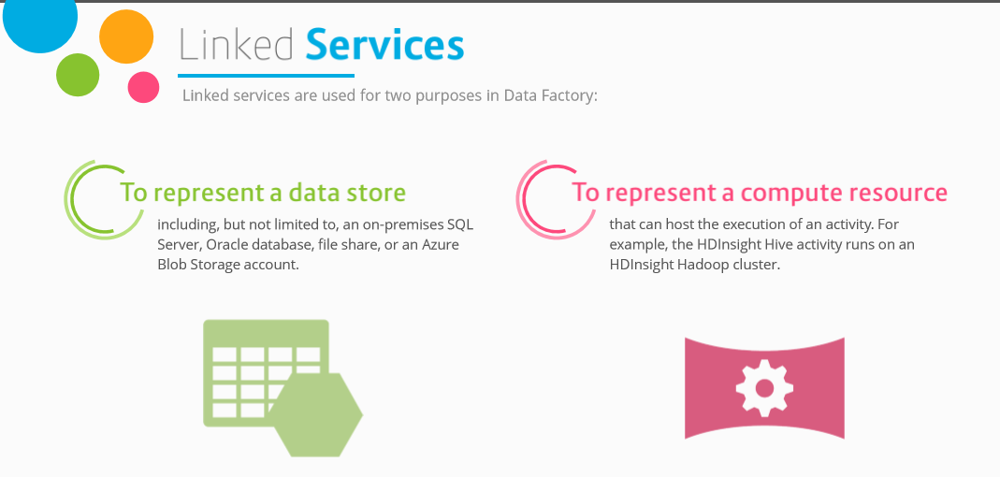 Linked Services
Linked services are used for two purposes in Data Factory:
To represent a data store
including, but not limited to, an on-premises SQL
Server, Oracle database, file share, or an Azure
Blob Storage account.
To represent a compute resource
that can host the execution of an activity. For
example, the HDInsight Hive activity runs on an
HDInsight Hadoop cluster.